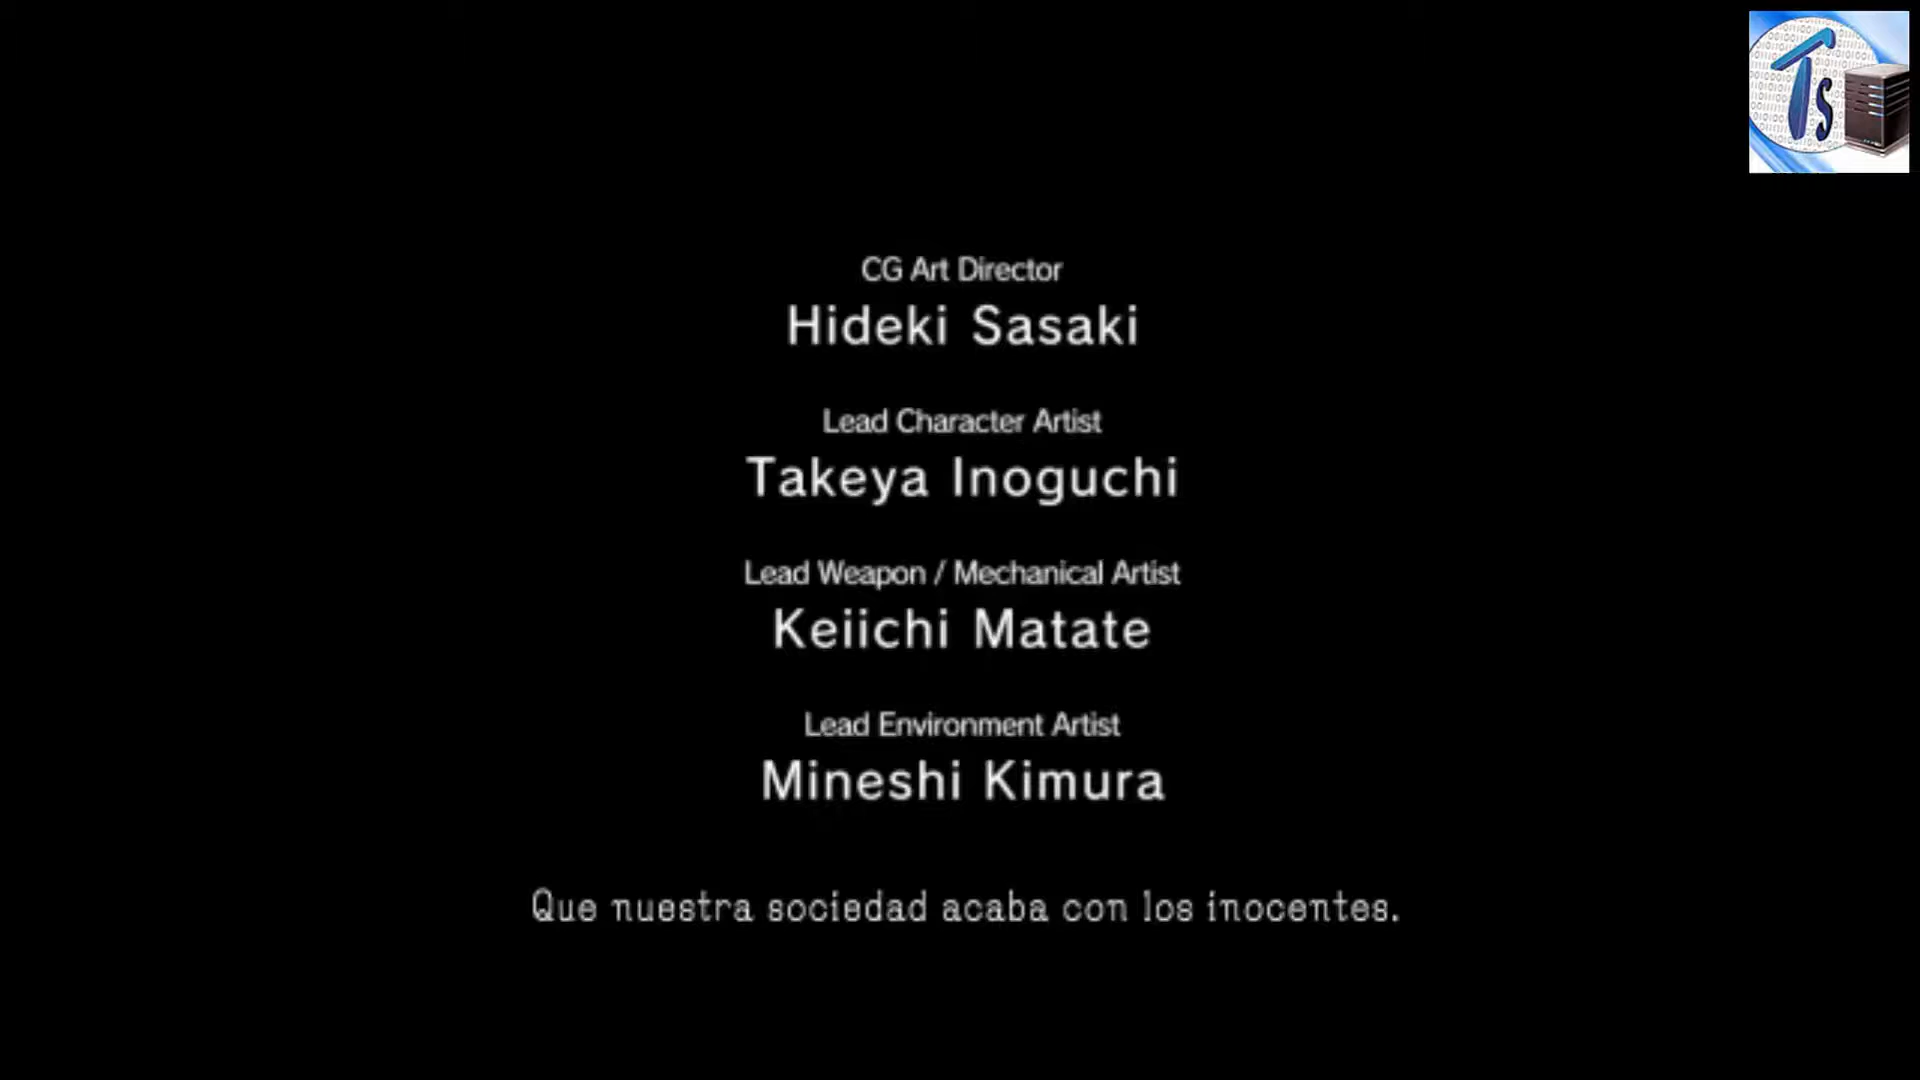 Ts
CG Art Director
Hideki Sasaki
Lead Character Artist
Takeya Inoguchi
Lead Weapon / Mechanical Artist
Keiichi Matate
Lead Environment Artist
Mineshi Kimura
Que nuestra sociedad acaba con los inocentes.